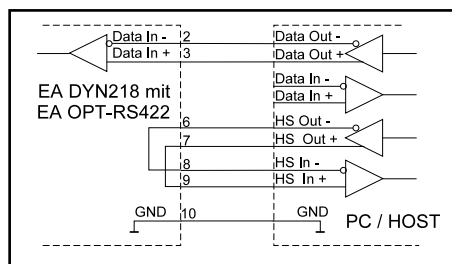 Data In - 2 Data Out -
Data In + 3 Data Out +
Data In -
Data In +
EA DYN218 mit
EA OPT-RS422
6 HS Out -
7 HS Out +
8 HS In -
9 HS In +
GND 10 GND
PC / HOST